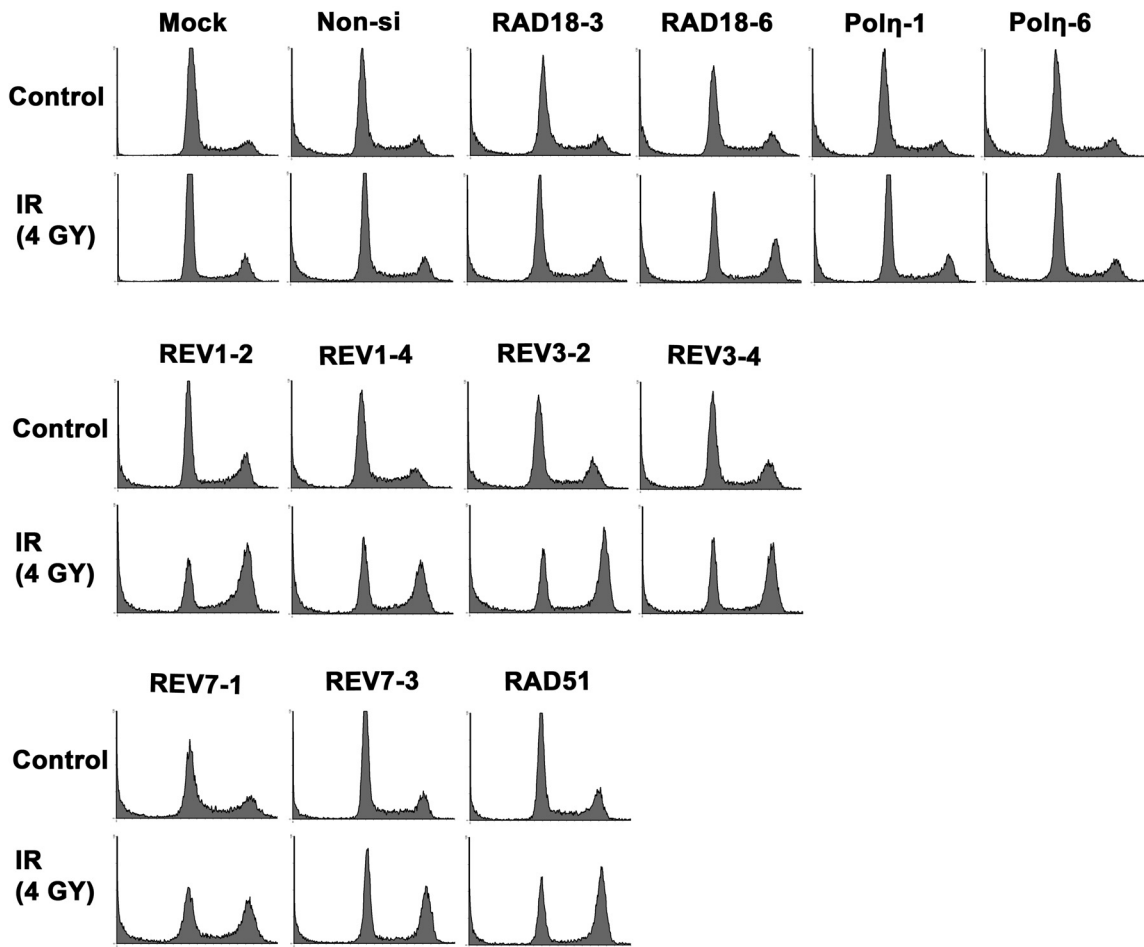 Mock Non-si RAD18-3 RAD18-6 Polη-1 Polη-6
Control
IR
(4 GY)
REV1-2 REV1-4 REV3-2 REV3-4
Control
IR
(4 GY)
REV7-1 REV7-3 RAD51
Control
IR
(4 GY)